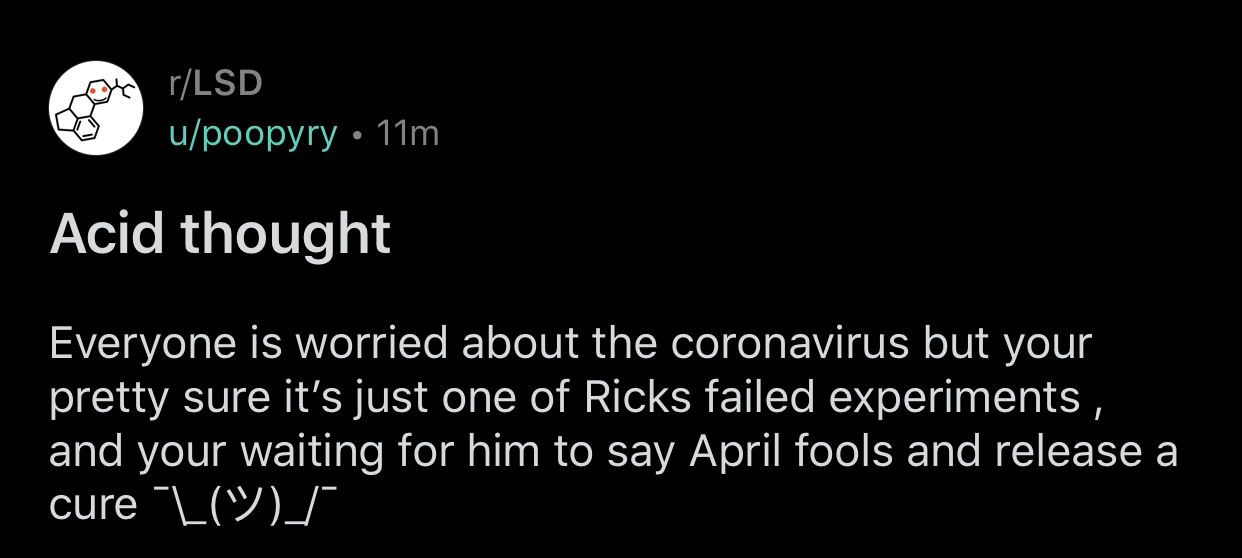 r/LSD
u/poopyry • 11m
Acid thought
Everyone is worried about the coronavirus but your
pretty sure it’s just one of Ricks failed experiments ,
and your waiting for him to say April fools and release a
cure ¯\_(ツ)_/¯